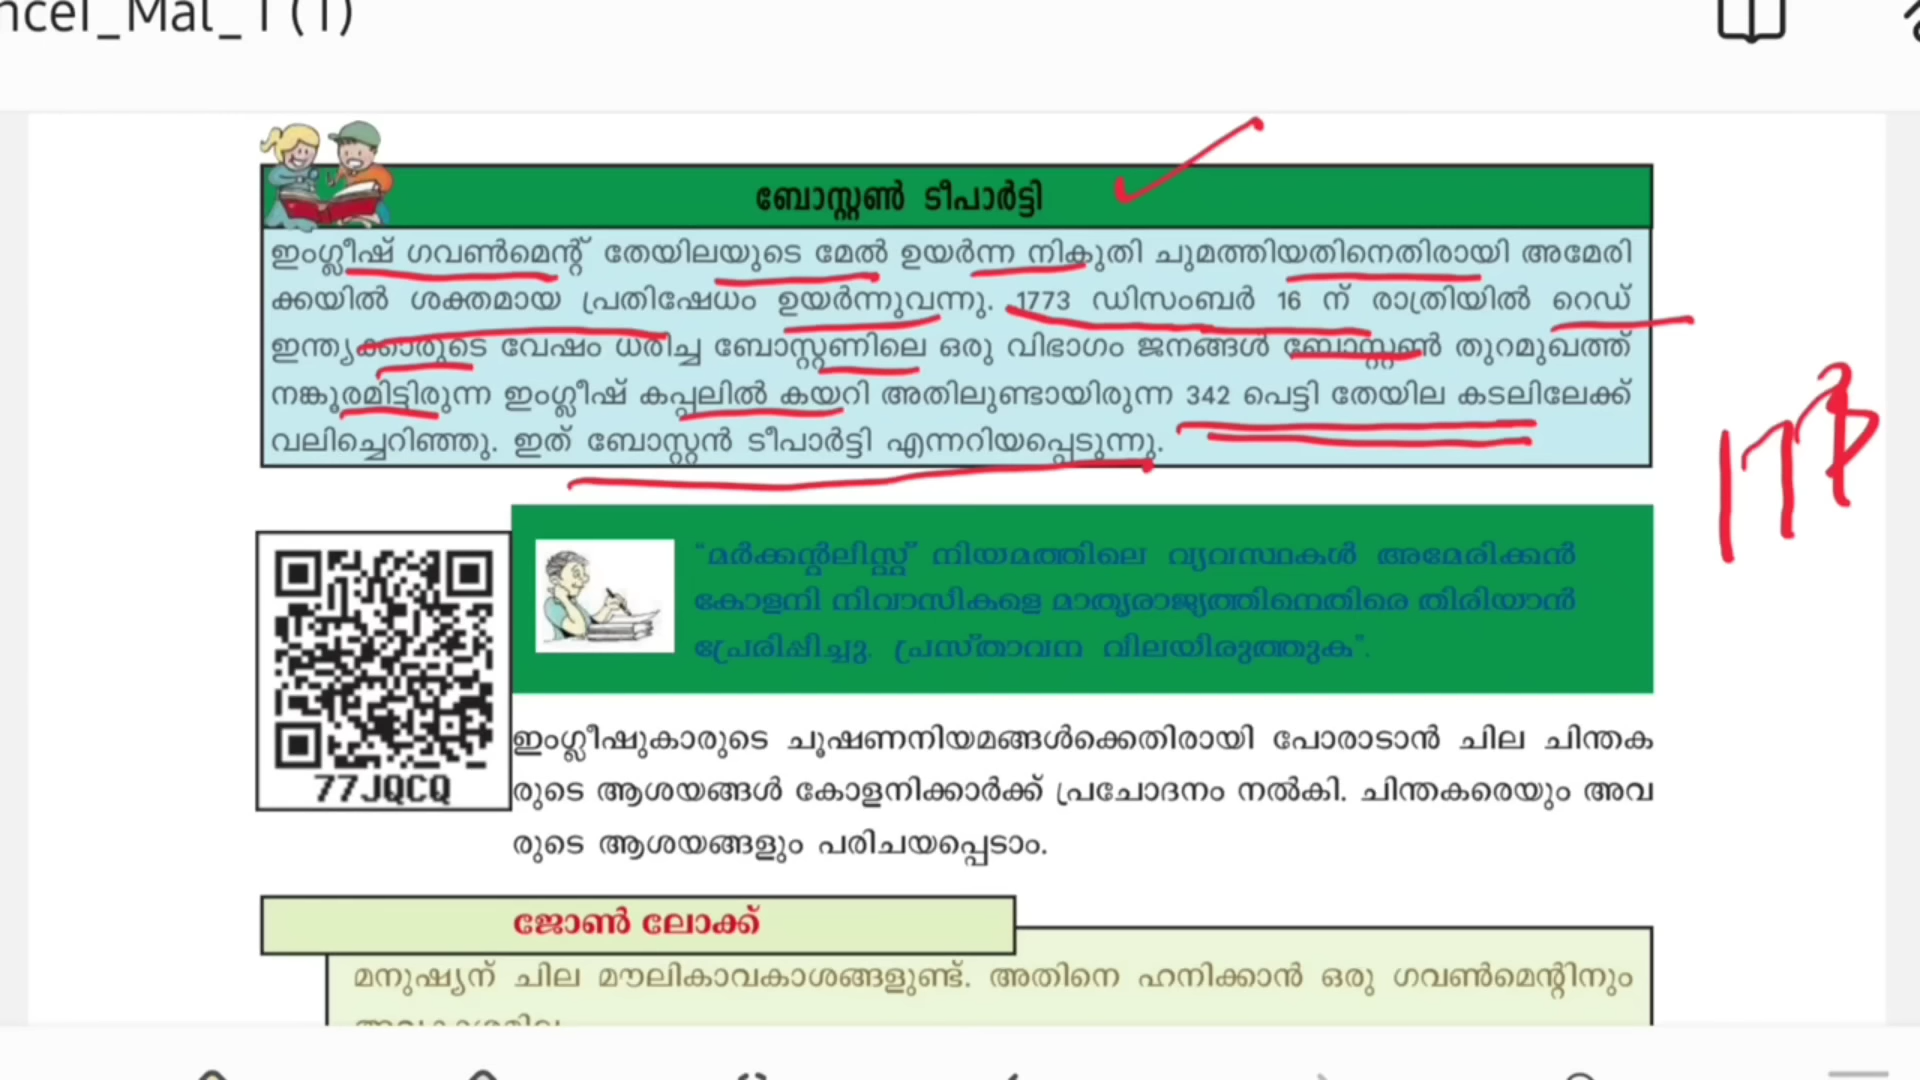 ncel_Mal_1 (1)
ബോസ്റ്റൺ ടീപാർട്ടി
ഇംഗ്ലീഷ് ഗവൺമെന്റ് തേയിലയുടെ മേൽ ഉയർന്ന നികുതി ചുമത്തിയതിനെതിരായി അമേരി
ക്കയിൽ ശക്തമായ പ്രതിഷേധം ഉയർന്നുവന്നു. 1773 ഡിസംബർ 16 ന് രാത്രിയിൽ റെഡ്
ഇന്ത്യക്കാരുടെ വേഷം ധരിച്ച ബോസ്റ്റണിലെ ഒരു വിഭാഗം ജനങ്ങൾ ബോസ്റ്റൺ തുറമുഖത്ത്
നങ്കൂരമിട്ടിരുന്ന ഇംഗ്ലീഷ് കപ്പലിൽ കയറി അതിലുണ്ടായിരുന്ന 342 പെട്ടി തേയില കടലിലേക്ക്
വലിച്ചെറിഞ്ഞു. ഇത് ബോസ്റ്റൻ ടീപാർട്ടി എന്നറിയപ്പെടുന്നു.
"മർക്കന്റലിസ്റ്റ്" നിയമത്തിലെ വ്യവസ്ഥകൾ അമേരിക്കൻ
കോളനി നിവാസികളെ മാതൃരാജ്യത്തിനെതിരെ തിരിയാൻ
പ്രേരിപ്പിച്ചു. പ്രസ്താവന വിലയിരുത്തുക".
77JQCQ
ഇംഗ്ലീഷുകാരുടെ ചൂഷണനിയമങ്ങൾക്കെതിരായി പോരാടാൻ ചില ചിന്തക
രുടെ ആശയങ്ങൾ കോളനിക്കാർക്ക് പ്രചോദനം നൽകി. ചിന്തകരെയും അവ
രുടെ ആശയങ്ങളും പരിചയപ്പെടാം.
ജോൺ ലോക്ക്
മനുഷ്യന് ചില മൗലികാവകാശങ്ങളുണ്ട്. അതിനെ ഹനിക്കാൻ ഒരു ഗവൺമെന്റിനും